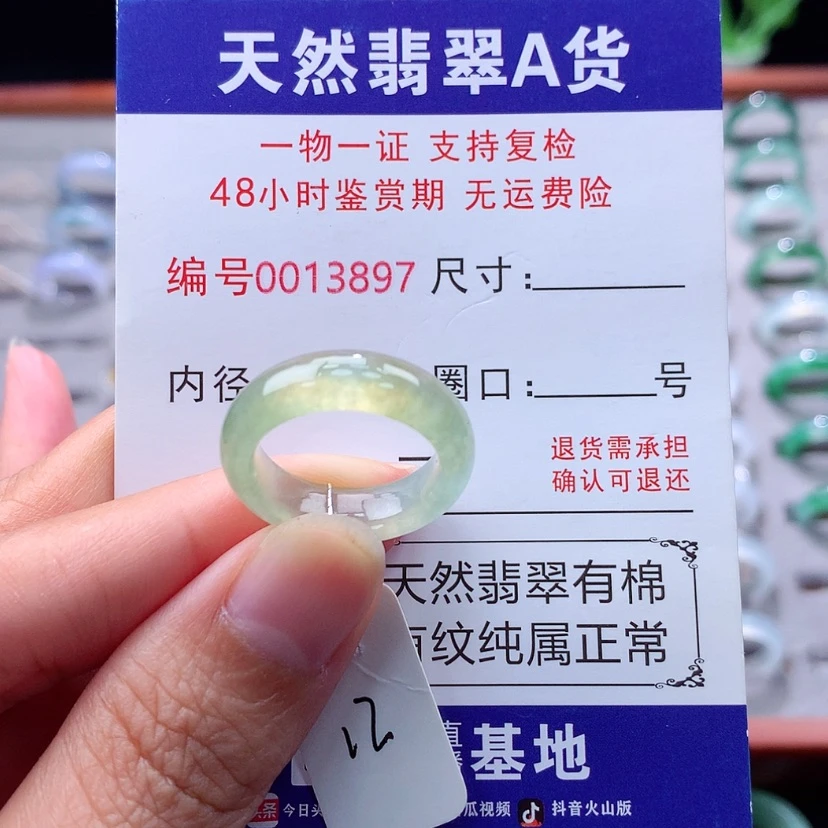 天然翡翠A货
一物一证 支持复检
48小时鉴赏期 无运费险
编号0013897 尺寸:
内径 圈口: 号
退货需承担
确认可退还
天然翡翠有棉
有纹纯属正常
12
基地
今日头 瓜视频 抖音火山版